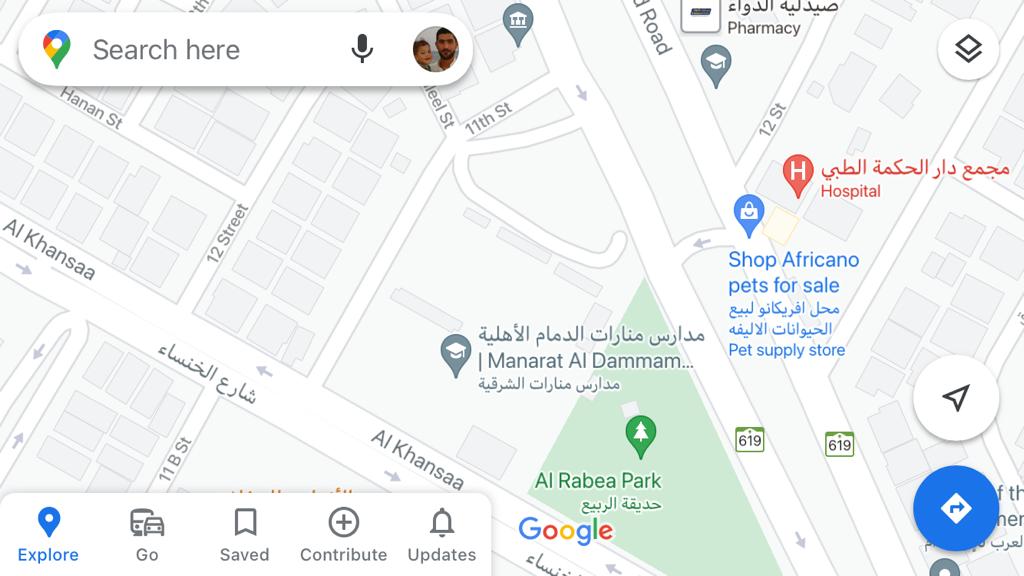 صيدلية الدواء
Pharmacy
Search here
Road
Hanan St
11th St
12 St
مجمع دار الحكمة الطبي
Hospital
H
12 Street
Al Khansaa
Shop Africano
pets for sale
محل افريكانو لبيع
الحيوانات الاليفه
Pet supply store
مدارس منارات الدمام الأهلية
| Manarat Al Dammam...
مدارس منارات الشرقية
شارع الخنساء
Al Khansaa
11 B St
619
619
Al Rabea Park
حديقة الربيع
Google
Explore
Go
Saved
Contribute
Updates